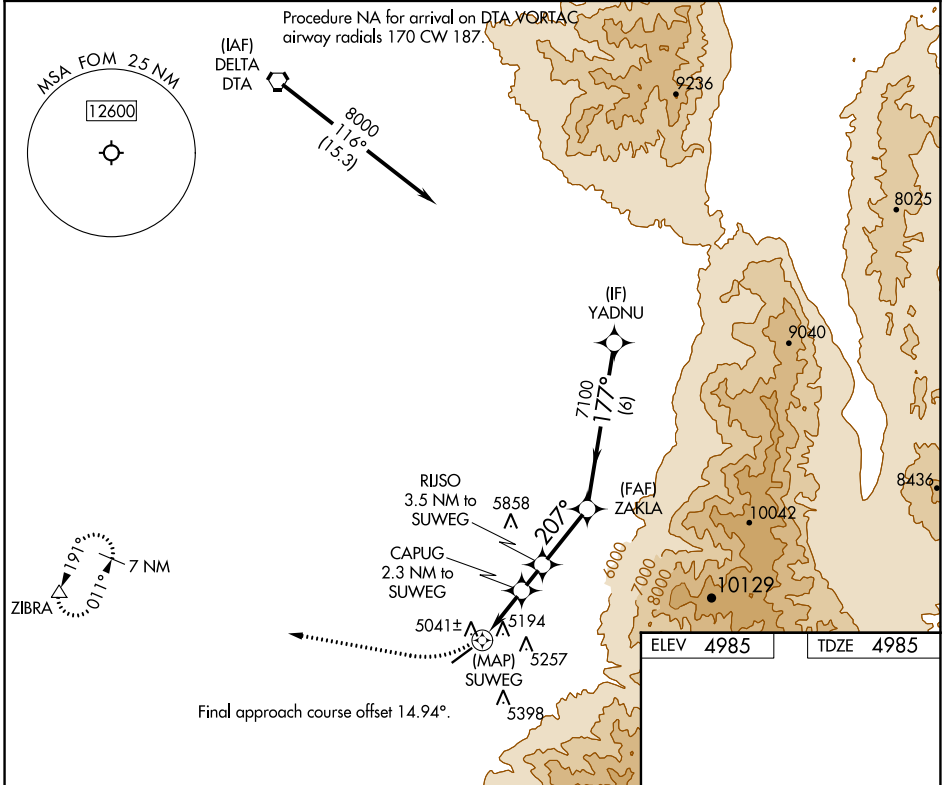 Procedure NA for arrival on DTA VORTAC
airway radials 170 CW 187.
(IAF)
DELTA
DTA
MSA FOM 25 NM
12600
8000
116°
(15.3)
9236
8025
(IF)
YADNU
9040
7100
177°
(6)
RIJSO
3.5 NM to
SUWEG
5858
207°
(FAF)
ZAKLA
8436
10042
CAPUG
2.3 NM to
SUWEG
6000
7000
8000
10129
191°
011°
7 NM
ZIBRA
5041±
5194
5257
(MAP)
SUWEG
5398
Final approach course offset 14.94°.
ELEV 4985
TDZE 4985